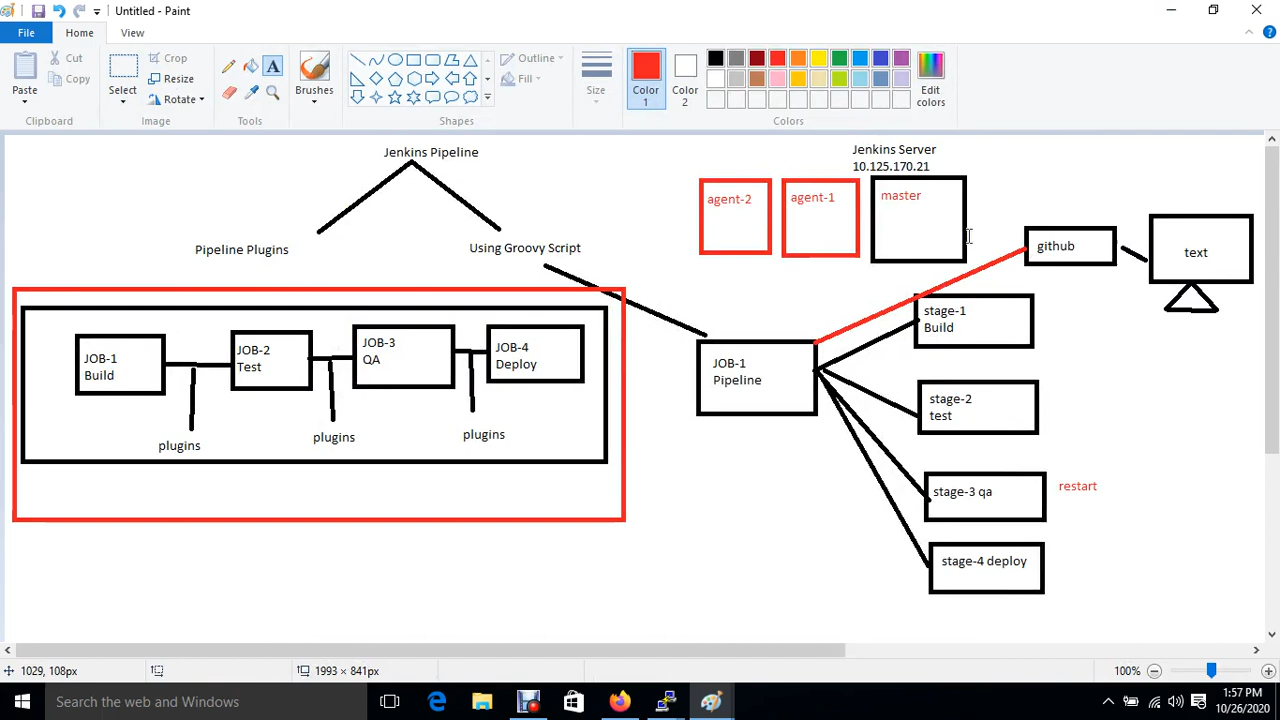 Untitled - Paint
File
Home
View
Paste
Cut
Copy
Clipboard
Select
Crop
Resize
Rotate
Image
Tools
Brushes
Shapes
Outline
Fill
Size
Color
1
Color
2
Edit
colors
Colors
Jenkins Pipeline
Pipeline Plugins
Using Groovy Script
Jenkins Server
10.125.170.21
agent-2
agent-1
master
github
text
JOB-1
Build
JOB-2
Test
JOB-3
QA
JOB-4
Deploy
plugins
plugins
plugins
JOB-1
Pipeline
stage-1
Build
stage-2
test
stage-3 qa
restart
stage-4 deploy
1029, 108px
1993 × 841px
100%
Search the web and Windows
1:57 PM
10/26/2020